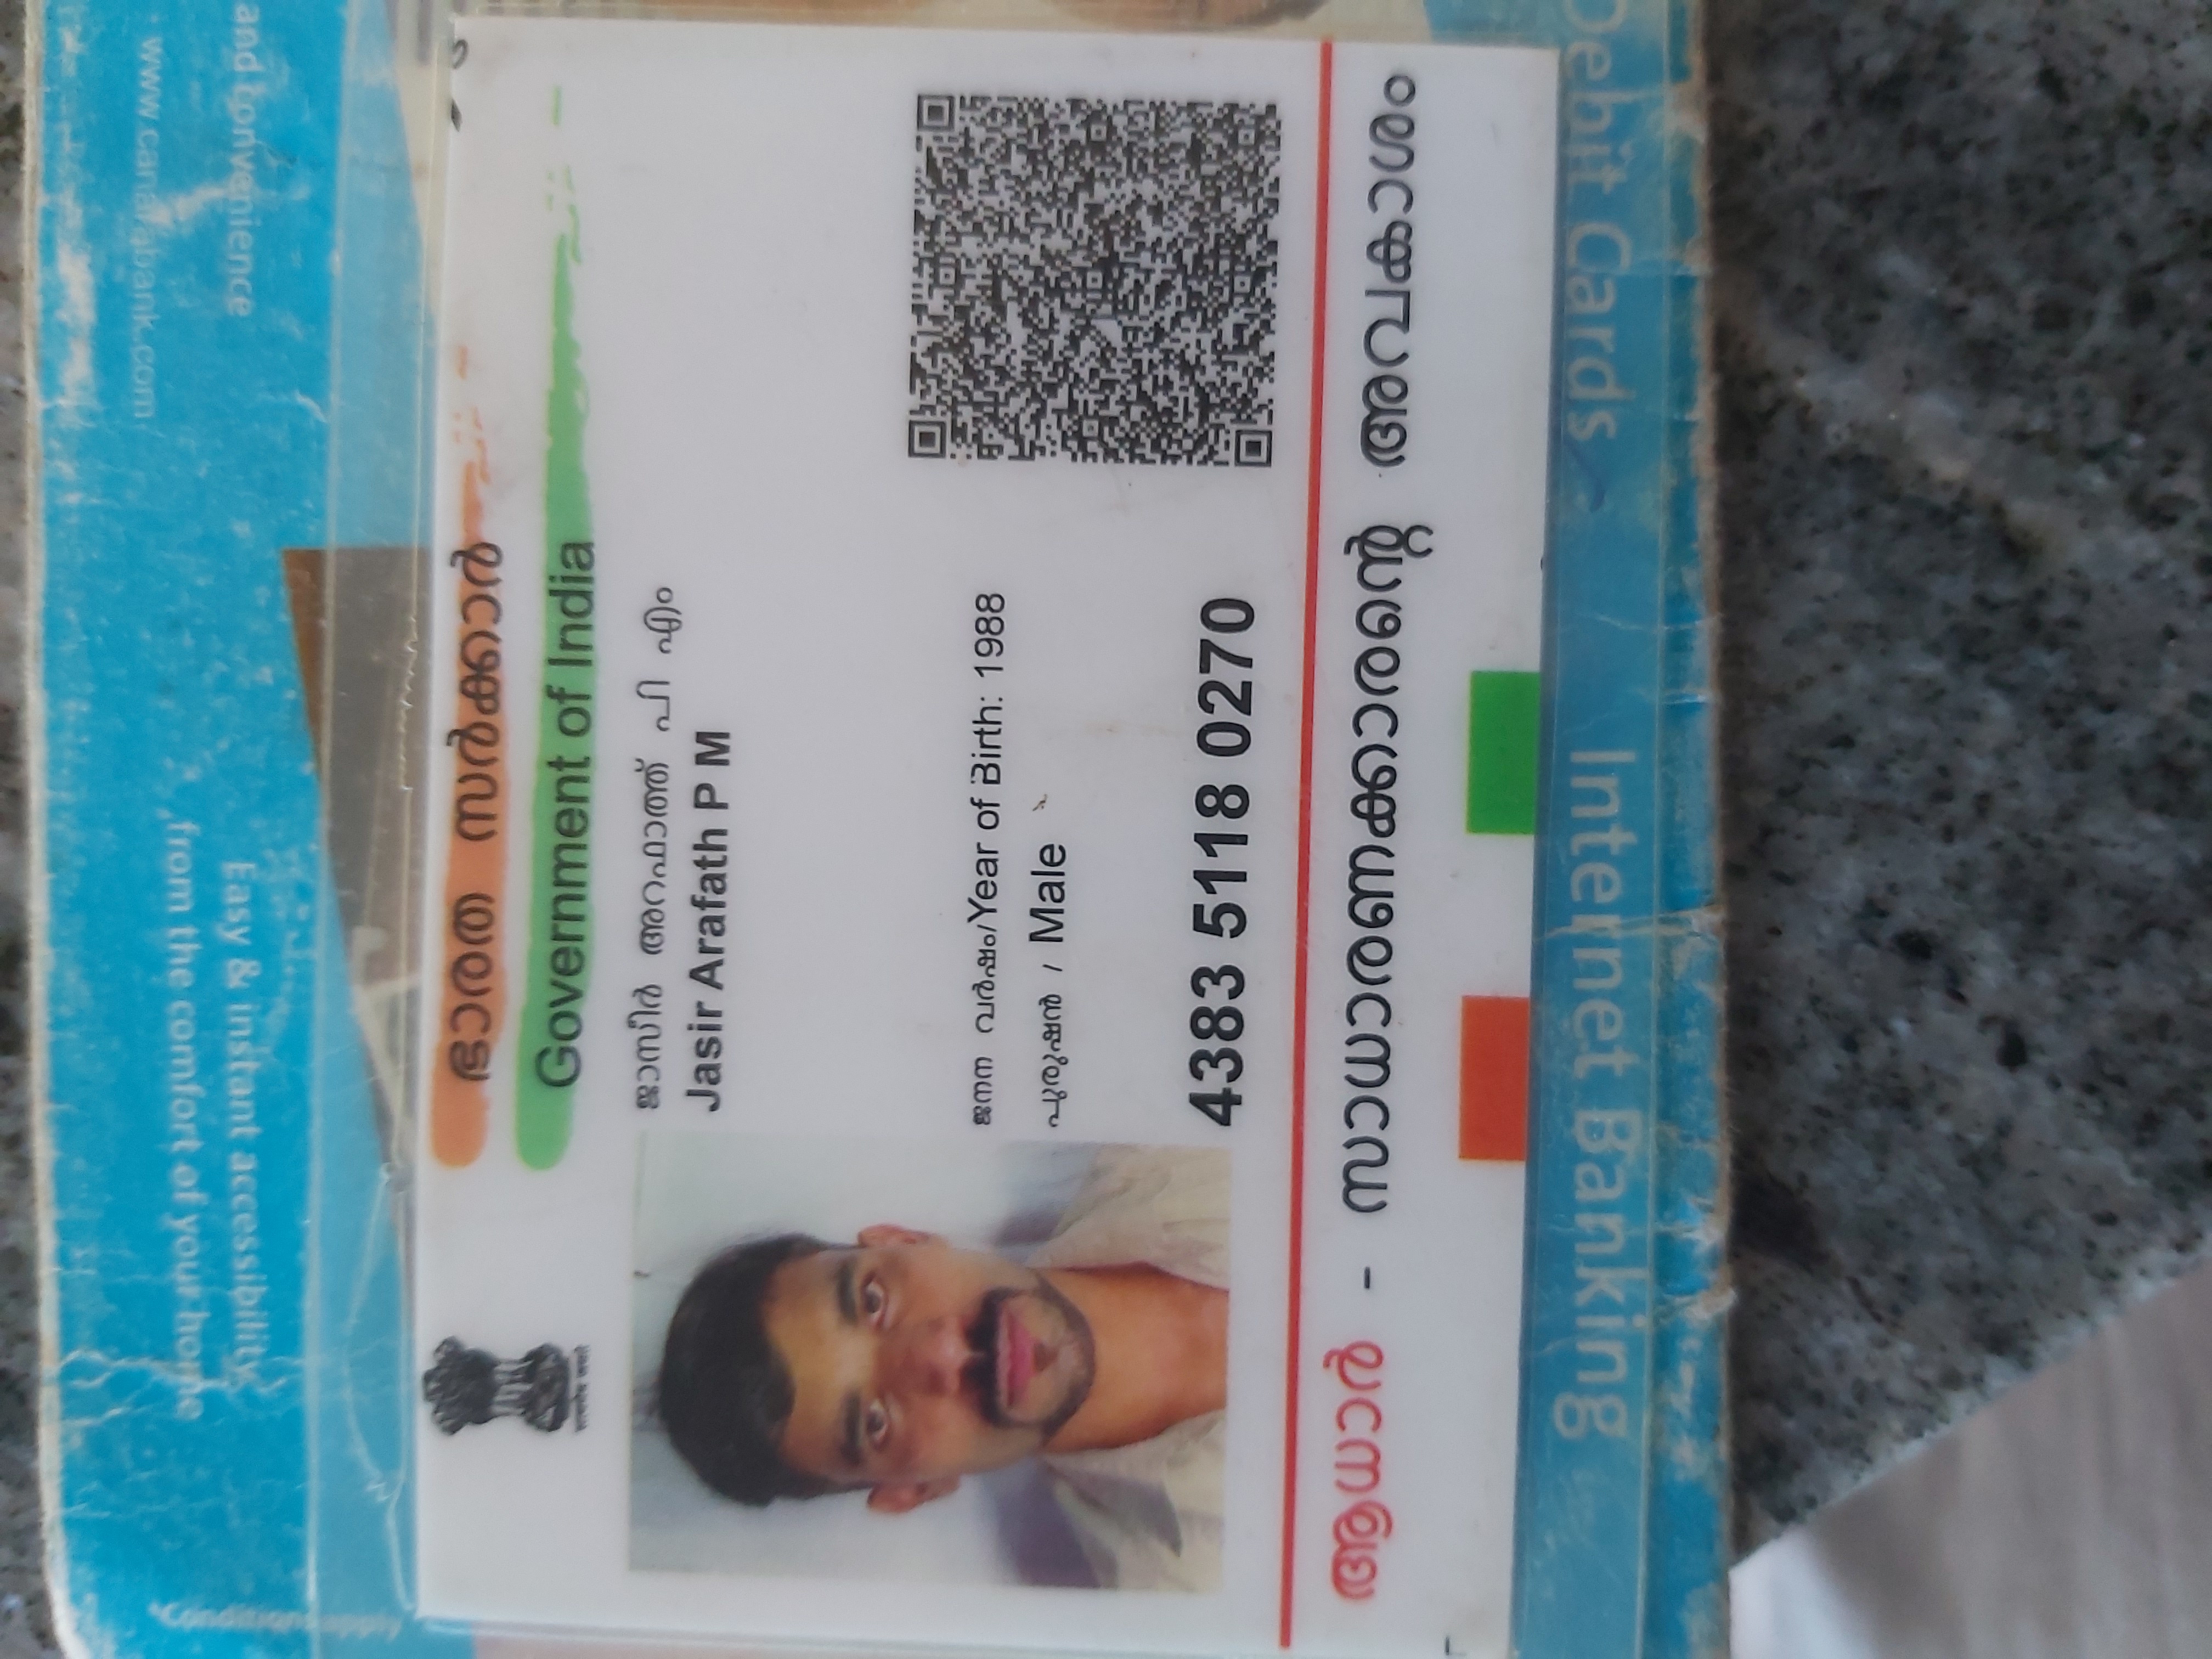 www.canarabank.com
from the comfort of your home
Easy & instant accessibility,
and convenience
ഭാരത സർക്കാർ
Government of India
ജാസീർ അറഫാത്ത് പി എം
Jasir Arafath P M
ജനന വർഷം/Year of Birth: 1988
പുരുഷൻ / Male
4383 5118 0270
ആധാർ - സാധാരണക്കാരന്റെ അവകാശം
Internet Banking
Debit Cards